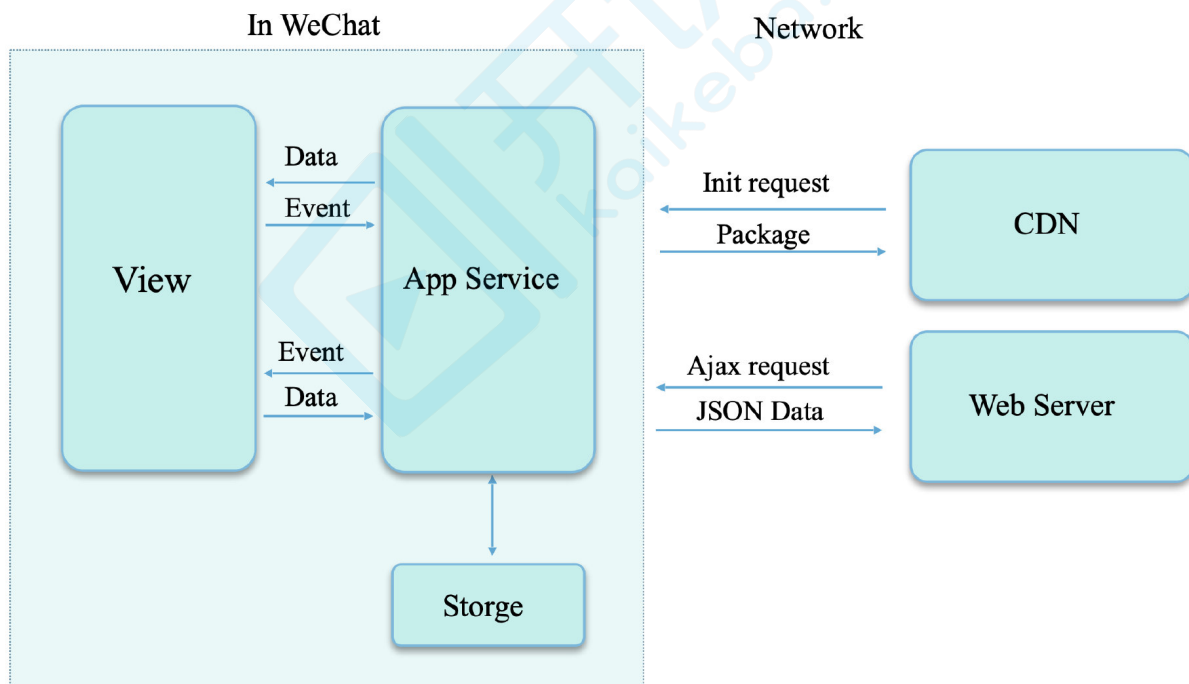 In WeChat
Network
View
Data
Event
App Service
Event
Data
Storge
Init request
Package
CDN
Ajax request
JSON Data
Web Server
kaikeba